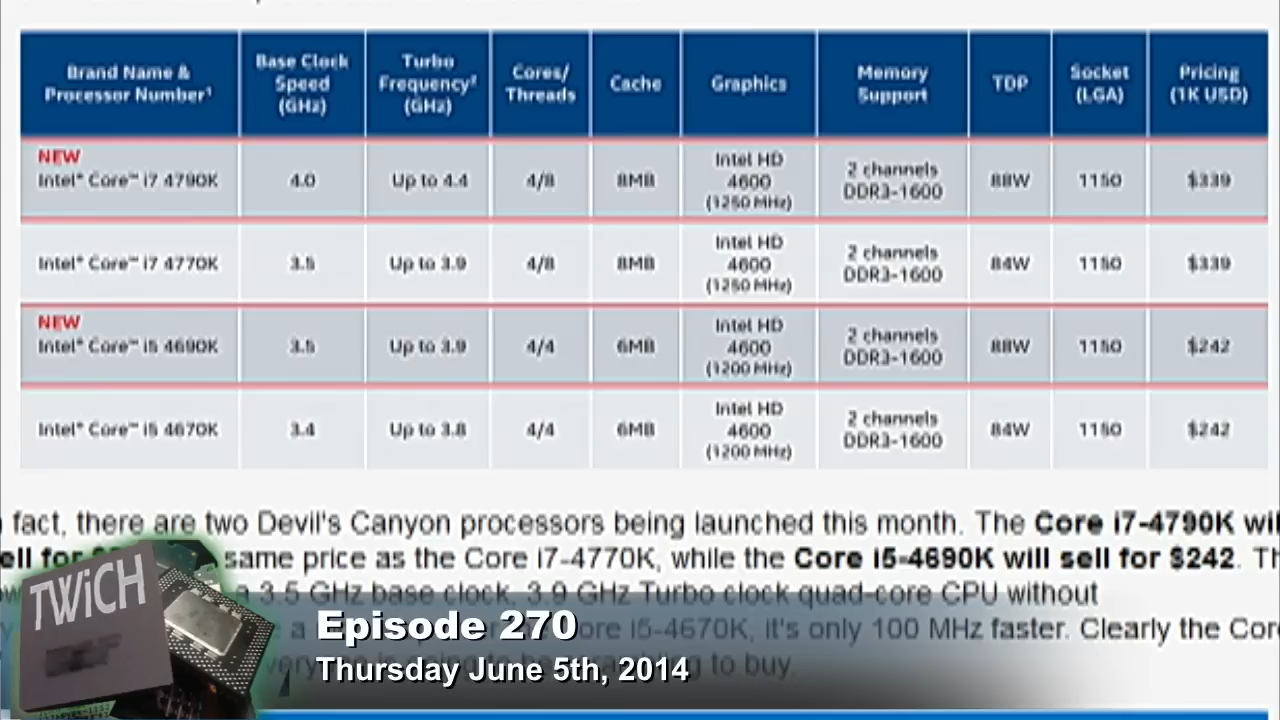 Brand Name & Processor Number¹ Base Clock Speed (GHz) Turbo Frequency² (GHz) Cores/ Threads Cache Graphics Memory Support TDP Socket (LGA) Pricing (1K USD)
NEW
Intel® Core™ i7 4790K 4.0 Up to 4.4 4/8 8MB Intel HD 4600 (1250 MHz) 2 channels DDR3-1600 88W 1150 $339
Intel® Core™ i7 4770K 3.5 Up to 3.9 4/8 8MB Intel HD 4600 (1250 MHz) 2 channels DDR3-1600 84W 1150 $339
NEW
Intel® Core™ i5 4690K 3.5 Up to 3.9 4/4 6MB Intel HD 4600 (1200 MHz) 2 channels DDR3-1600 88W 1150 $242
Intel® Core™ i5 4670K 3.4 Up to 3.8 4/4 6MB Intel HD 4600 (1200 MHz) 2 channels DDR3-1600 84W 1150 $242
fact, there are two Devil's Canyon processors being launched this month. The Core i7-4790K wil
ell for same price as the Core i7-4770K, while the Core i5-4690K will sell for $242. Th
a 3.5 GHz base clock, 3.9 GHz Turbo clock quad-core CPU without
a ore i5-4670K, it's only 100 MHz faster. Clearly the Core
to buy.
TWiCH
Episode 270
Thursday June 5th, 2014